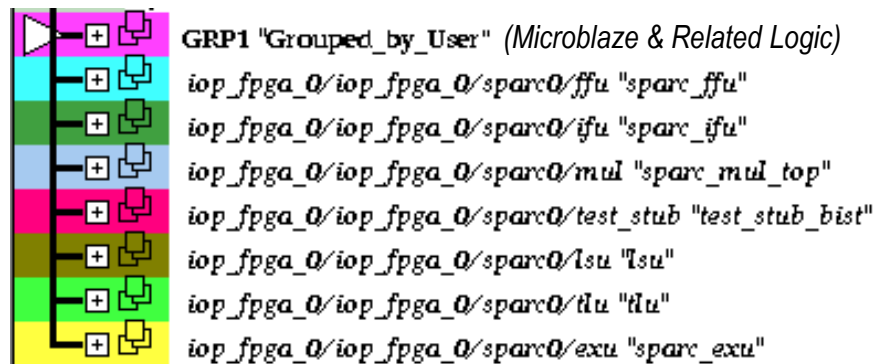 GRP1 "Grouped_by_User" (Microblaze & Related Logic)
iop_fpga_0/iop_fpga_0/sparc0/ffu "sparc_ffu"
iop_fpga_0/iop_fpga_0/sparc0/ifu "sparc_ifu"
iop_fpga_0/iop_fpga_0/sparc0/mul "sparc_mul_top"
iop_fpga_0/iop_fpga_0/sparc0/test_stub "test_stub_bist"
iop_fpga_0/iop_fpga_0/sparc0/lsu "lsu"
iop_fpga_0/iop_fpga_0/sparc0/tlu "tlu"
iop_fpga_0/iop_fpga_0/sparc0/exu "sparc_exu"